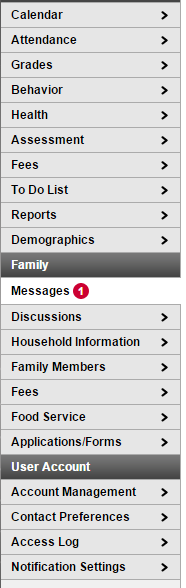 Calendar
Attendance
Grades
Behavior
Health
Assessment
Fees
To Do List
Reports
Demographics
Family
Messages 1
Discussions
Household Information
Family Members
Fees
Food Service
Applications/Forms
User Account
Account Management
Contact Preferences
Access Log
Notification Settings